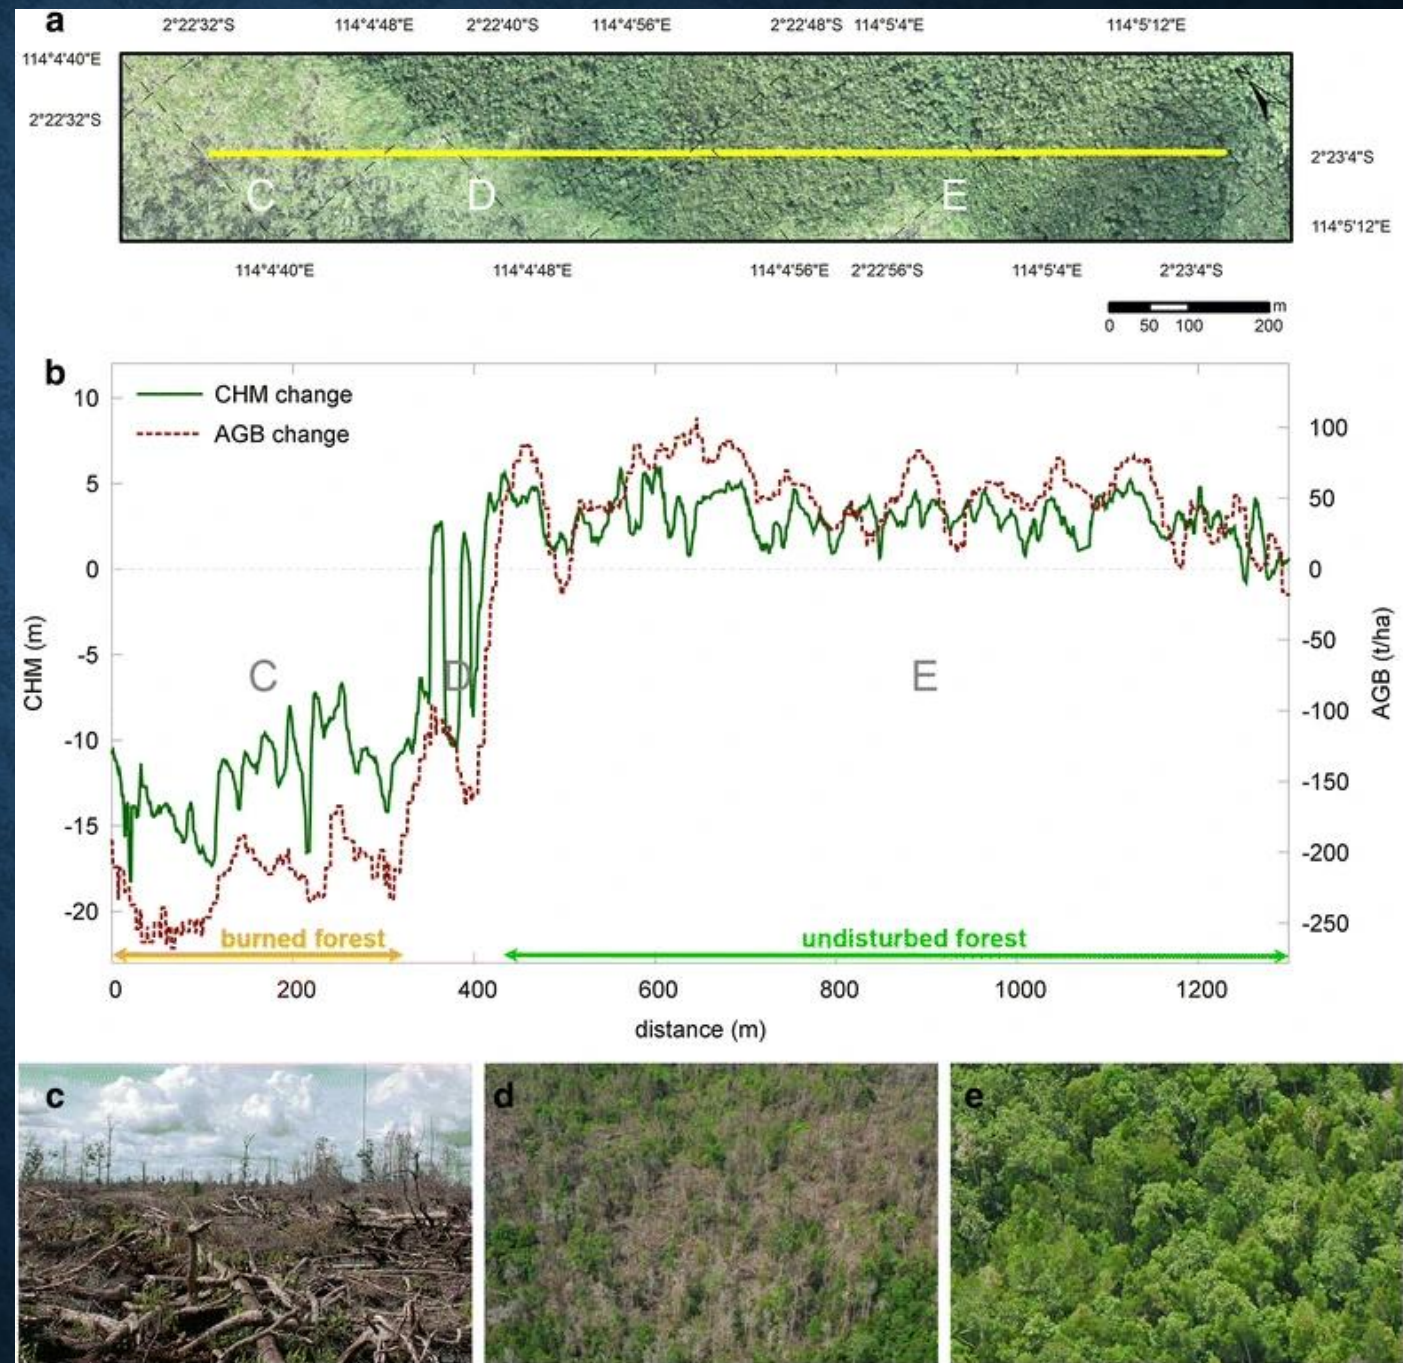 a
2°22'32"S 114°4'48"E 2°22'40"S 114°4'56"E 2°22'48"S 114°5'4"E 114°5'12"E
114°4'40"E
2°22'32"S
2°23'4"S
C D E
114°5'12"E
114°4'40"E 114°4'48"E 114°4'56"E 2°22'56"S 114°5'4"E 2°23'4"S
m
0 50 100 200
b
CHM change
AGB change
10
5
0
-5
-10
-15
-20
CHM (m)
100
50
0
-50
-100
-150
-200
-250
AGB (t/ha)
C D E
burned forest undisturbed forest
0 200 400 600 800 1000 1200
distance (m)
c d e